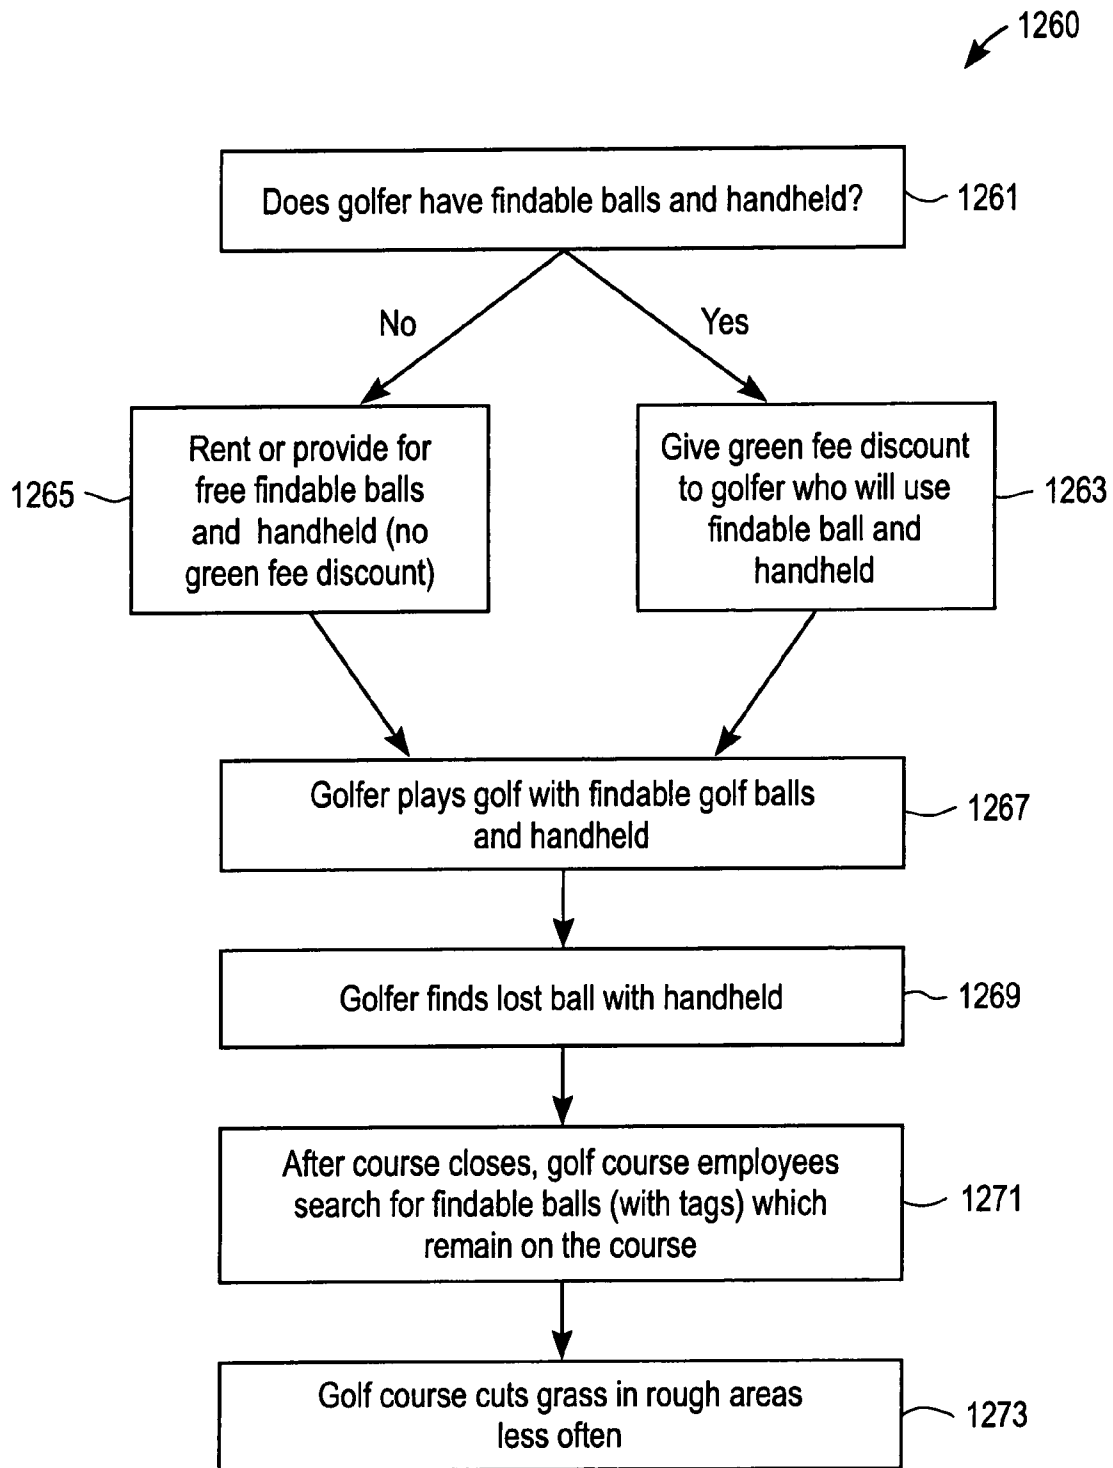 1260
Does golfer have findable balls and handheld?
1261
No
Yes
Rent or provide for
free findable balls
and handheld (no
green fee discount)
1265
Give green fee discount
to golfer who will use
findable ball and
handheld
1263
Golfer plays golf with findable golf balls
and handheld
1267
Golfer finds lost ball with handheld
1269
After course closes, golf course employees
search for findable balls (with tags) which
remain on the course
1271
Golf course cuts grass in rough areas
less often
1273